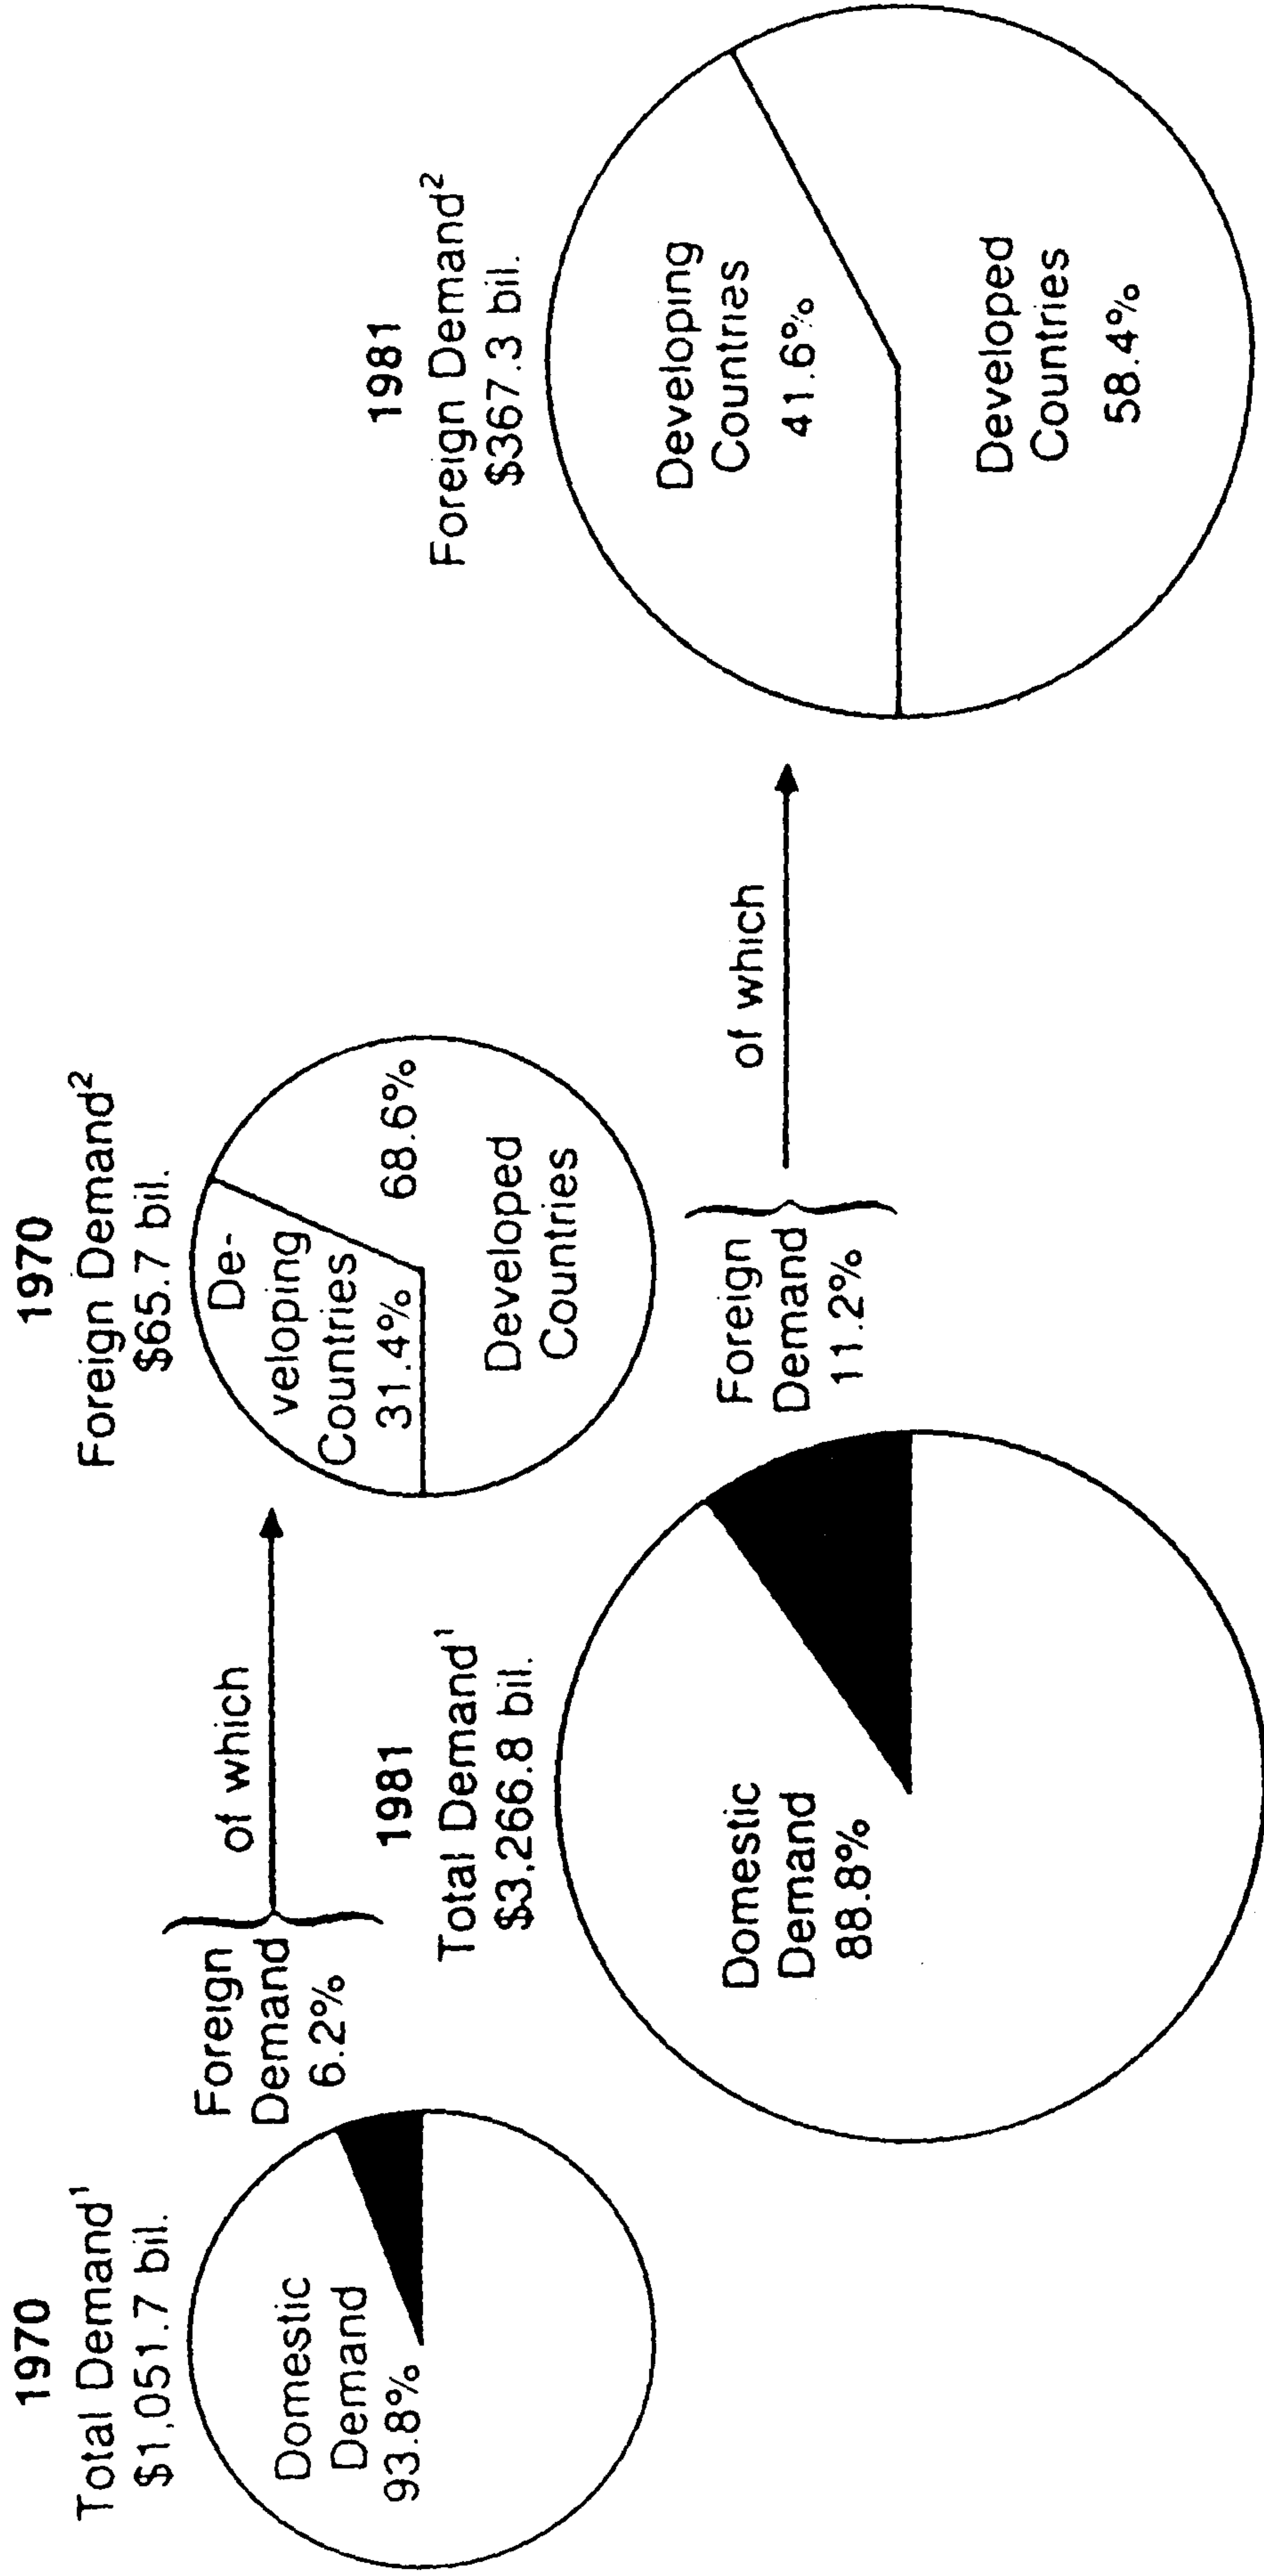 1970
Total Demand¹
$1,051.7 bil.
Domestic
Demand
93.8%
Foreign
Demand
6.2%
of which
1970
Foreign Demand²
$65.7 bil.
De-
veloping
Countries
31.4%
68.6%
Developed
Countries
1981
Total Demand¹
$3,266.8 bil.
Domestic
Demand
88.8%
Foreign
Demand
11.2%
of which
1981
Foreign Demand²
$367.3 bil.
Developing
Countries
41.6%
Developed
Countries
58.4%